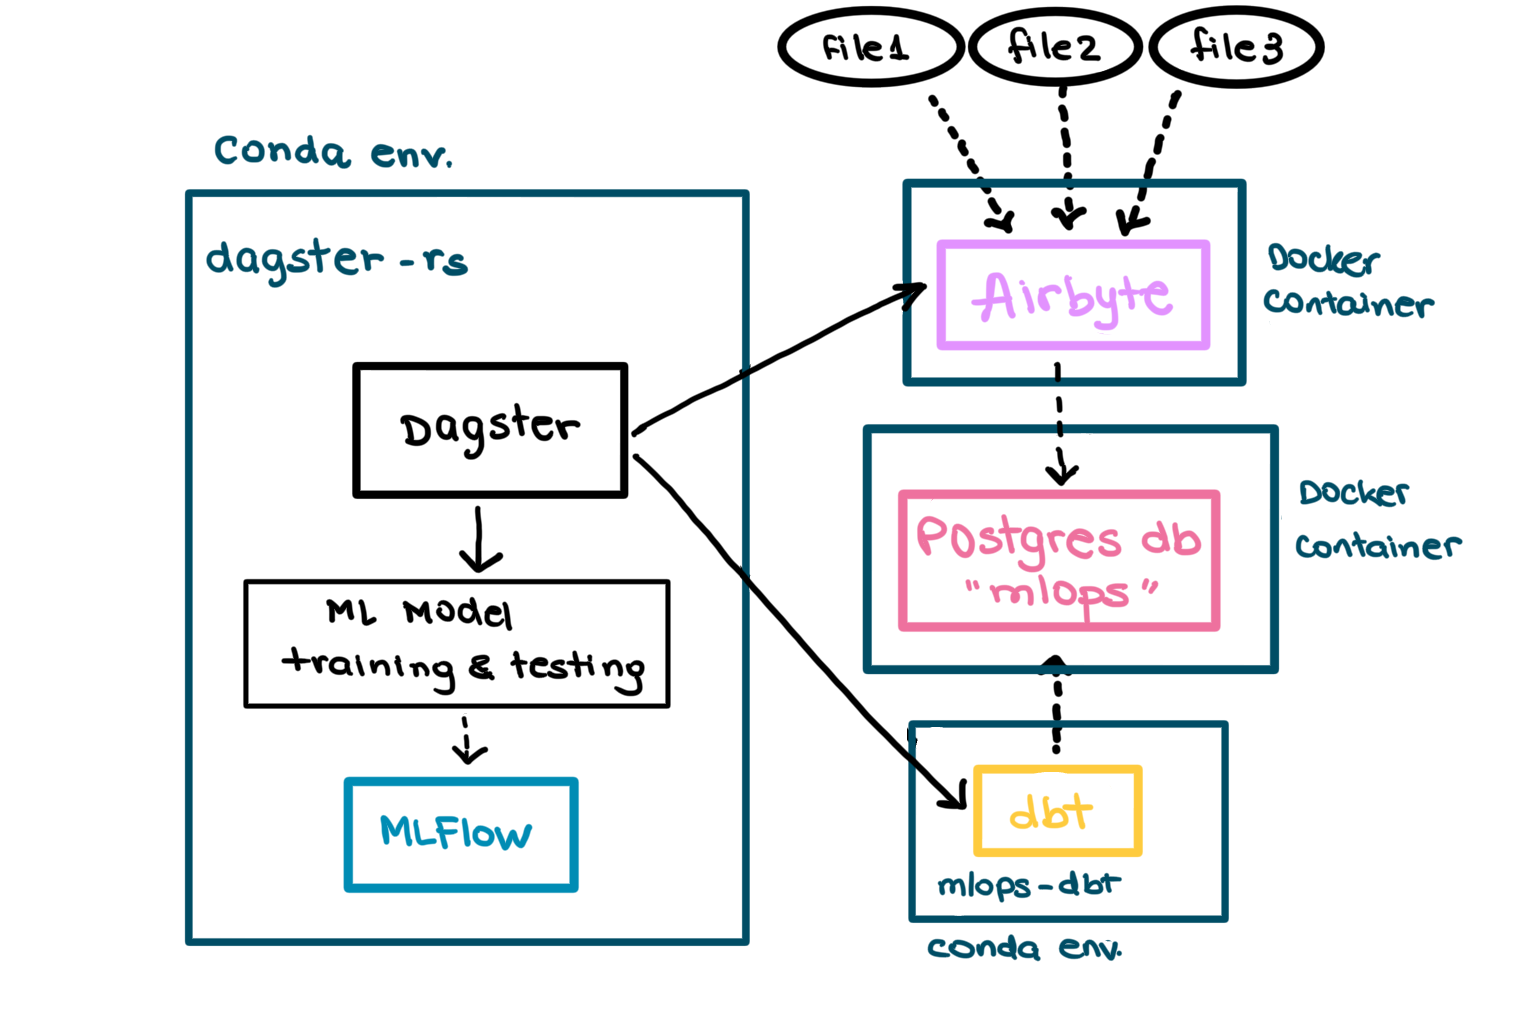 file1
file2
file3
Conda env.
dagster-rs
Dagster
ML Model
training & testing
MLFlow
Airbyte
Docker
container
Postgres db
"mlops"
Docker
container
dbt
mlops-dbt
conda env.